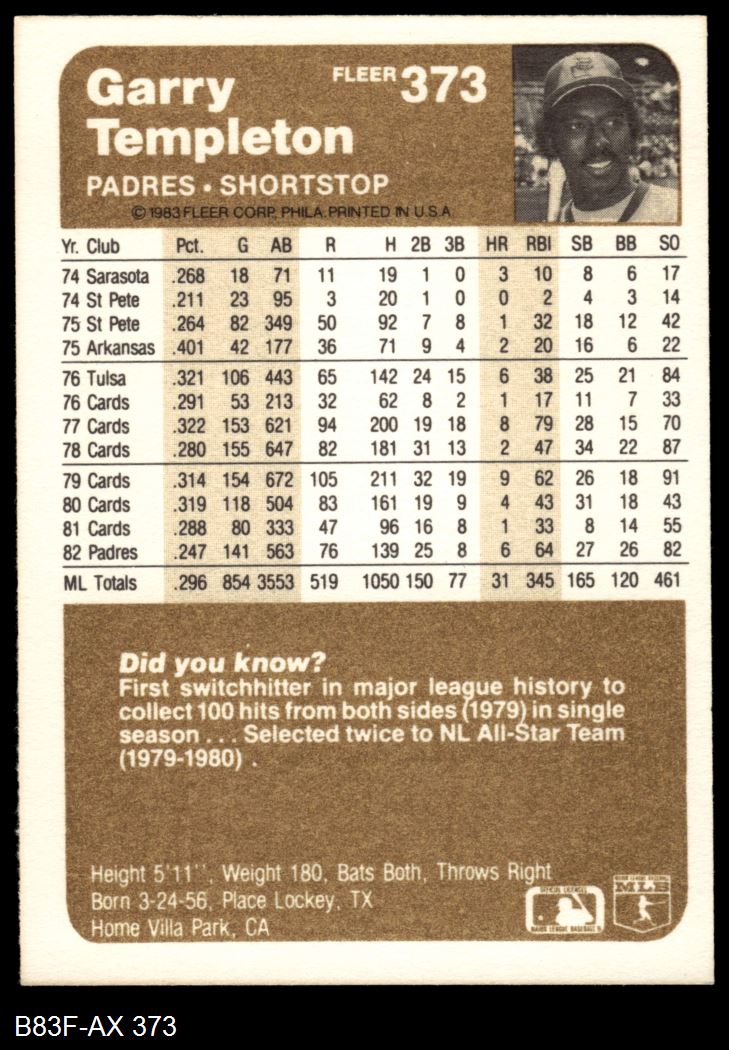 Garry
Templeton
FLEER 373
PADRES • SHORTSTOP
© 1983 FLEER CORP, PHILA. PRINTED IN U.S.A
Yr. Club Pct. G AB R H 2B 3B HR RBI SB BB SO
74 Sarasota .268 18 71 11 19 1 0 3 10 8 6 17
74 St Pete .211 23 95 3 20 1 0 0 2 4 3 14
75 St Pete .264 82 349 50 92 7 8 1 32 18 12 42
75 Arkansas .401 42 177 36 71 9 4 2 20 16 6 22
76 Tulsa .321 106 443 65 142 24 15 6 38 25 21 84
76 Cards .291 53 213 32 62 8 2 1 17 11 7 33
77 Cards .322 153 621 94 200 19 18 8 79 28 15 70
78 Cards .280 155 647 82 181 31 13 2 47 34 22 87
79 Cards .314 154 672 105 211 32 19 9 62 26 18 91
80 Cards .319 118 504 83 161 19 9 4 43 31 18 43
81 Cards .288 80 333 47 96 16 8 1 33 8 14 55
82 Padres .247 141 563 76 139 25 8 6 64 27 26 82
ML Totals .296 854 3553 519 1050 150 77 31 345 165 120 461
Did you know?
First switchhitter in major league history to
collect 100 hits from both sides (1979) in single
season . . . Selected twice to NL All-Star Team
(1979-1980) .
Height 5'11'', Weight 180, Bats Both, Throws Right
Born 3-24-56, Place Lockey, TX
Home Villa Park, CA
MLB
B83F-AX 373